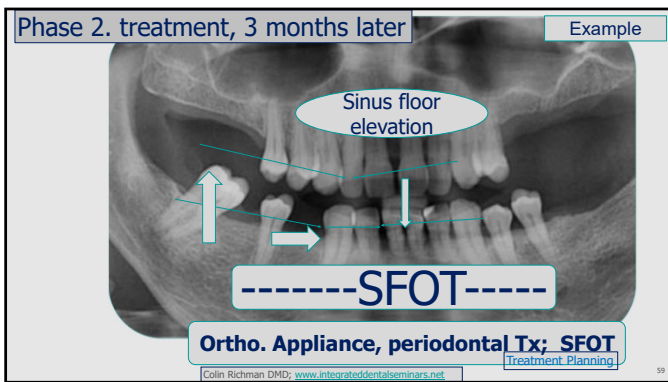 Phase 2. treatment, 3 months later
Example
Sinus floor
elevation
-------SFOT-----
Ortho. Appliance, periodontal Tx; SFOT
Treatment Planning
Colin Richman DMD; www.integrateddentalseminars.net
59